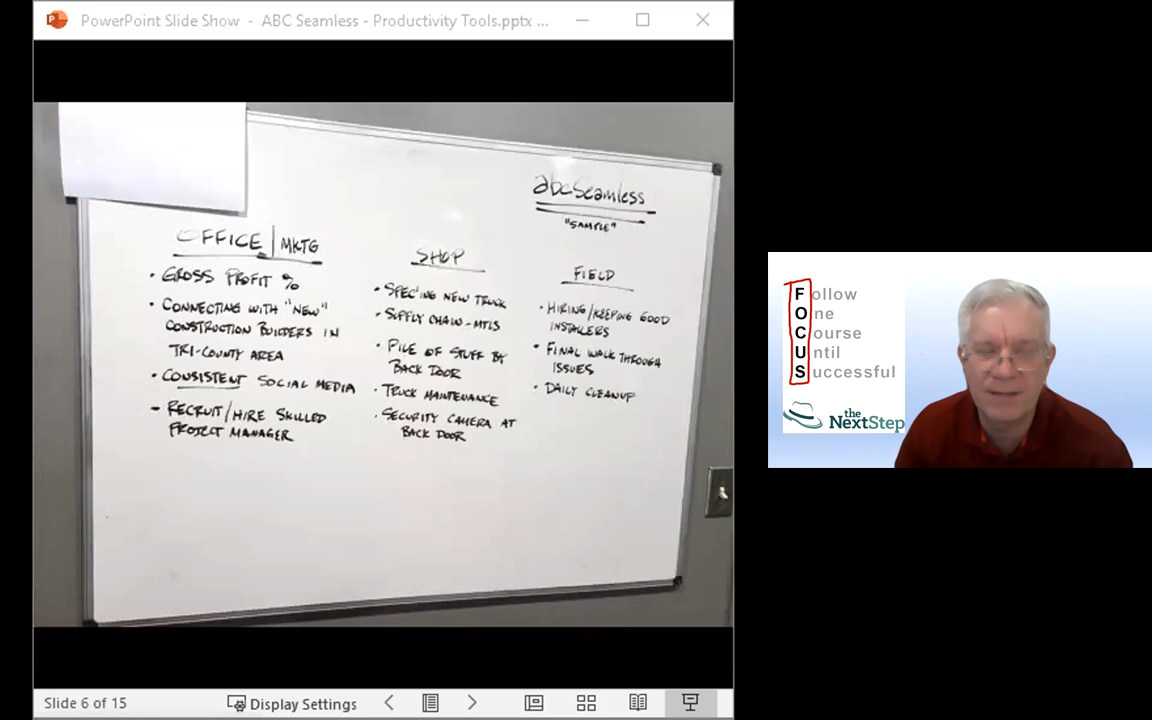 PowerPoint Slide Show - ABC Seamless - Productivity Tools.pptx ...
abcSeamless
"SAMPLE"
OFFICE | MKTG
• GROSS PROFIT %
• CONNECTING WITH "NEW"
CONSTRUCTION BUILDERS IN
TRI-COUNTY AREA
• CONSISTENT SOCIAL MEDIA
- RECRUIT/HIRE SKILLED
PROJECT MANAGER
SHOP
• SPEC'ING NEW TRUCK
• SUPPLY CHAIN - MTLS
• PILE OF STUFF BY
BACK DOOR
• TRUCK MAINTENANCE
• SECURITY CAMERA AT
BACK DOOR
FIELD
• HIRING/KEEPING GOOD
INSTALLERS
• FINAL WALK THROUGH
ISSUES
• DAILY CLEANUP
Follow
One
Course
Until
Successful
the
NextStep
Slide 6 of 15
Display Settings